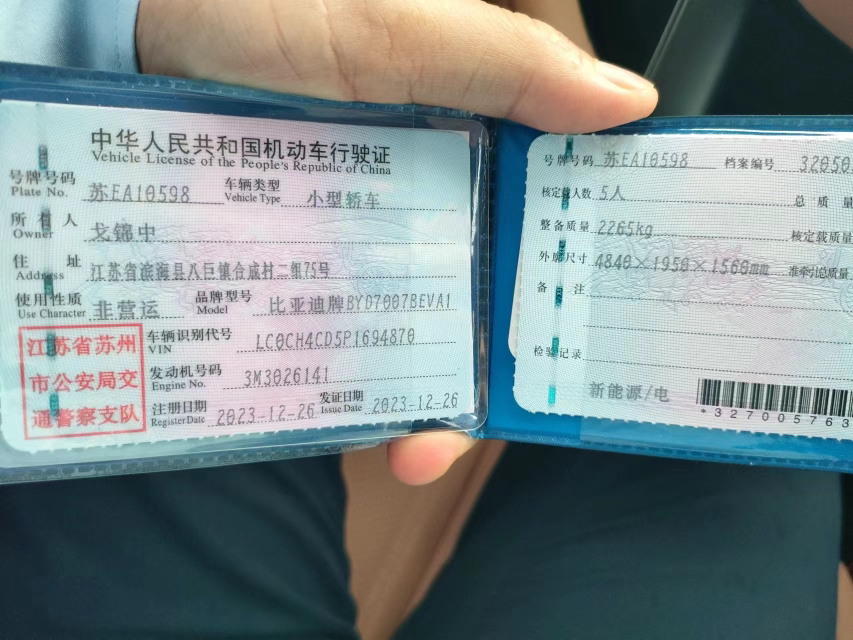 中华人民共和国机动车行驶证
Vehicle License of the People's Republic of China
号牌号码 苏EA10598 车辆类型 小型轿车
Plate No. Vehicle Type
所有人 戈锦中
Owner
住址 江苏省滨海县八巨镇合成村二组75号
Address
使用性质 非营运 品牌型号 比亚迪牌BYD7007BEVA1
Use Character Model
江苏省苏州
市公安局交
通警察支队
车辆识别代号 LC0CH4CD5P1694870
VIN
发动机号码 3M3026141
Engine No.
注册日期 2023-12-26 发证日期 2023-12-26
Register Date Issue Date
号牌号码 苏EA10598 档案编号 32050
核定载人数 5人 总质量
整备质量 2265kg 核定载质量
外廓尺寸 4840×1950×1560mm 准牵引总质量
备注
检验记录
新能源/电
*327005763